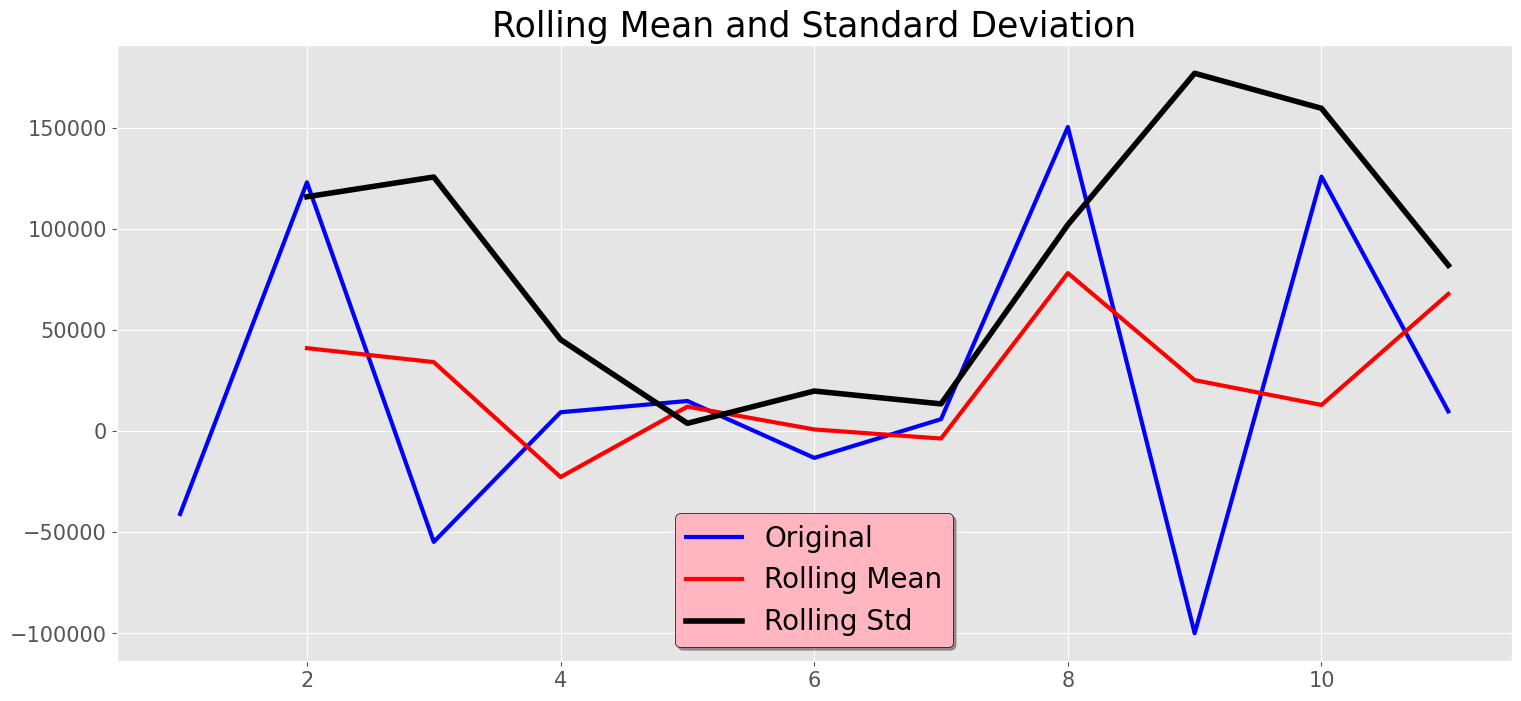 Rolling Mean and Standard Deviation
150000
100000
50000
0
−50000
−100000
Original
Rolling Mean
Rolling Std
2 4 6 8 10